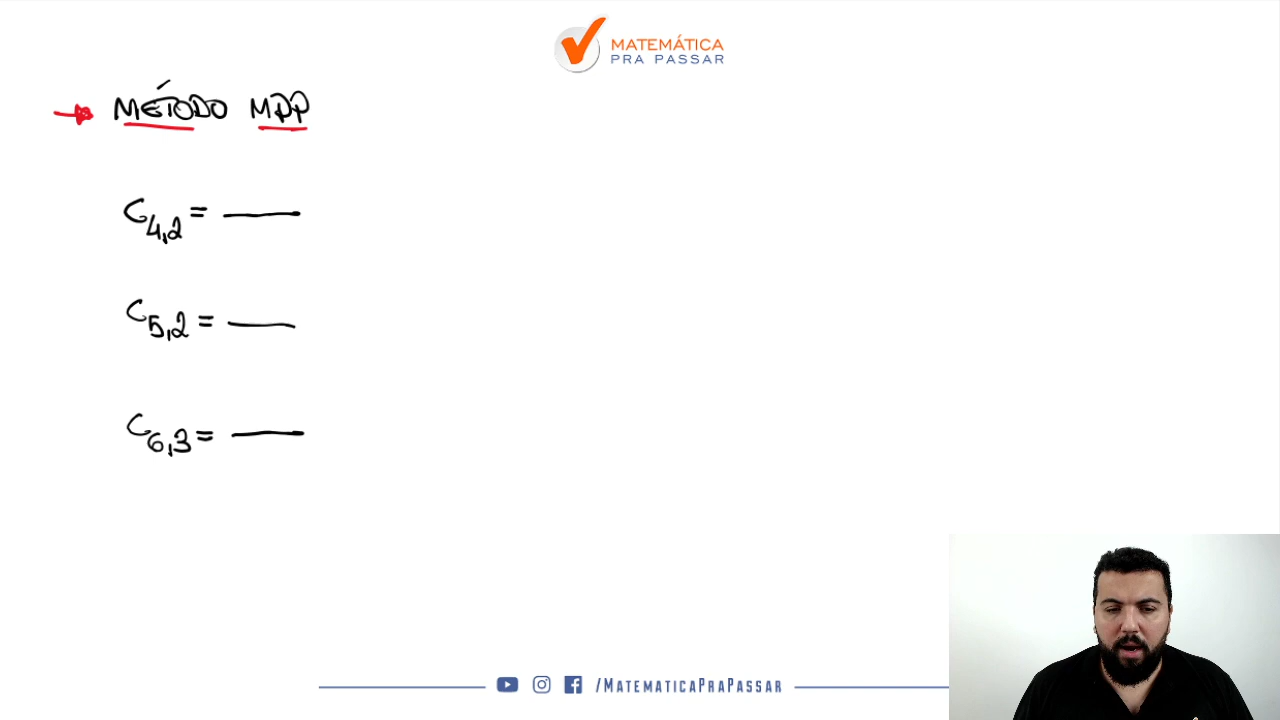 MATEMÁTICA
PRA PASSAR
MÉTODO MPP
C4,2 =
C5,2 =
C6,3 =
/MATEMATICAPRAPASSAR